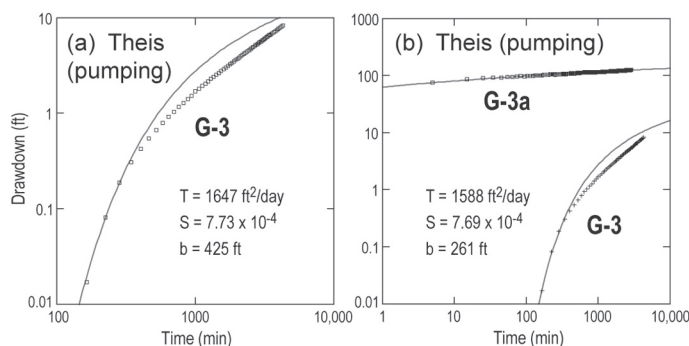 (a) Theis
(pumping)
G-3
T = 1647 ft²/day
S = 7.73 x 10⁻⁴
b = 425 ft
Drawdown (ft)
10
1
0.1
0.01
100
1000
10,000
Time (min)
(b) Theis (pumping)
G-3a
G-3
T = 1588 ft²/day
S = 7.69 x 10⁻⁴
b = 261 ft
1000
100
10
1
0.1
0.01
1
10
100
1000
10,000
Time (min)